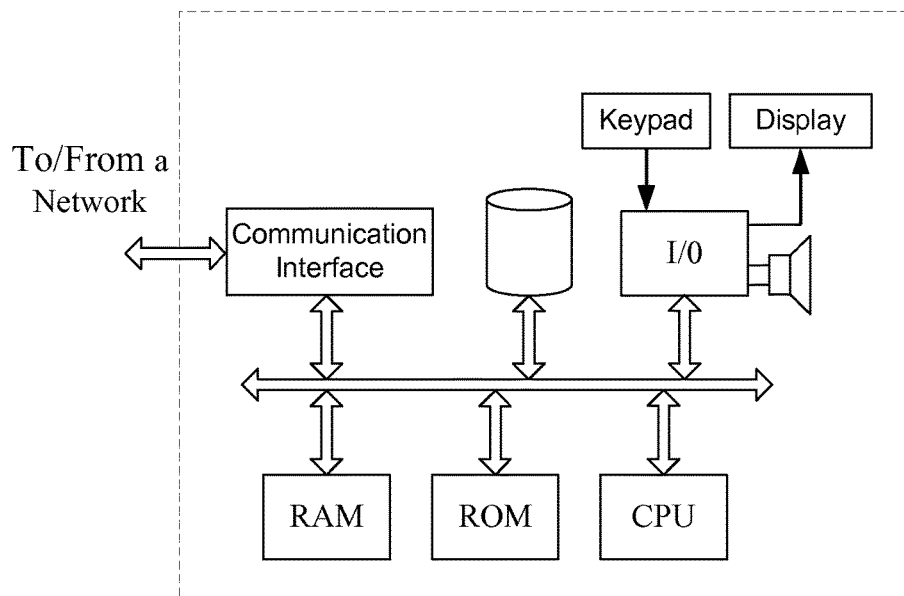 Keypad
Display
To/From a
Network
Communication
Interface
I/0
RAM
ROM
CPU